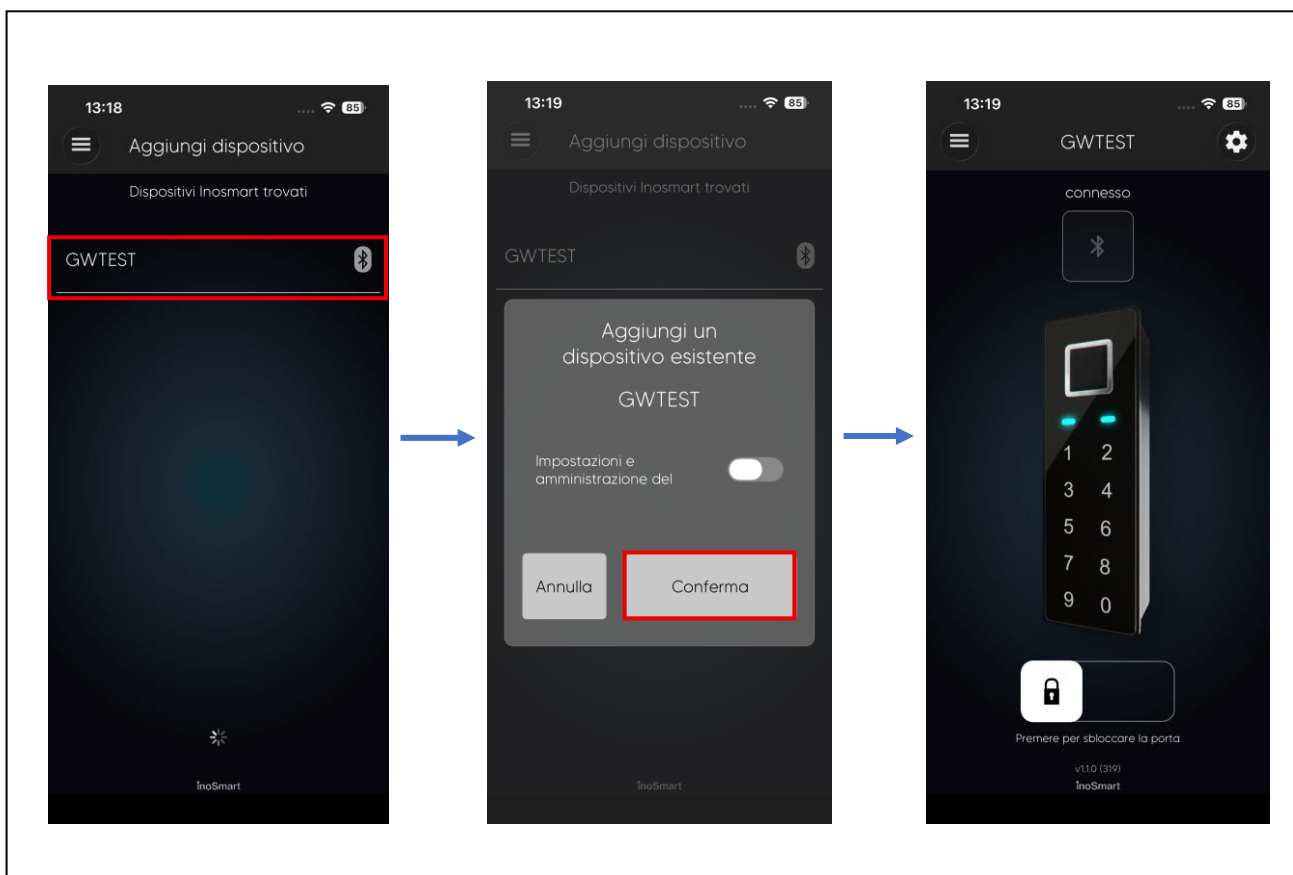 13:18
85
Aggiungi dispositivo
Dispositivi Inosmart trovati
GWTEST
inoSmart
13:19
85
Aggiungi dispositivo
Dispositivi Inosmart trovati
GWTEST
Aggiungi un
dispositivo esistente
GWTEST
Impostazioni e
amministrazione del
Annulla
Conferma
inoSmart
13:19
85
GWTEST
connesso
1 2
3 4
5 6
7 8
9 0
Premere per sbloccare la porta
v1.1.0 (319)
inoSmart